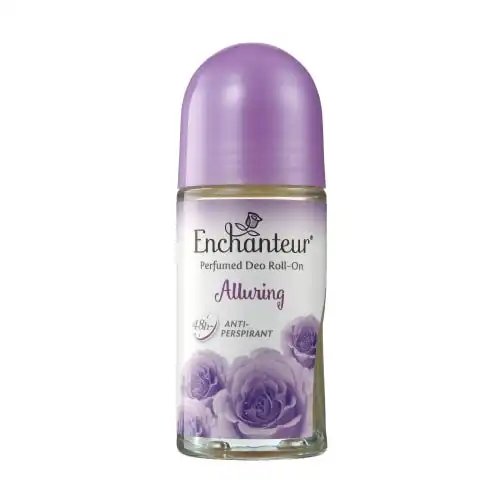 Enchanteur®
Perfumed Deo Roll-On
Alluring
48h
ANTI-
PERSPIRANT